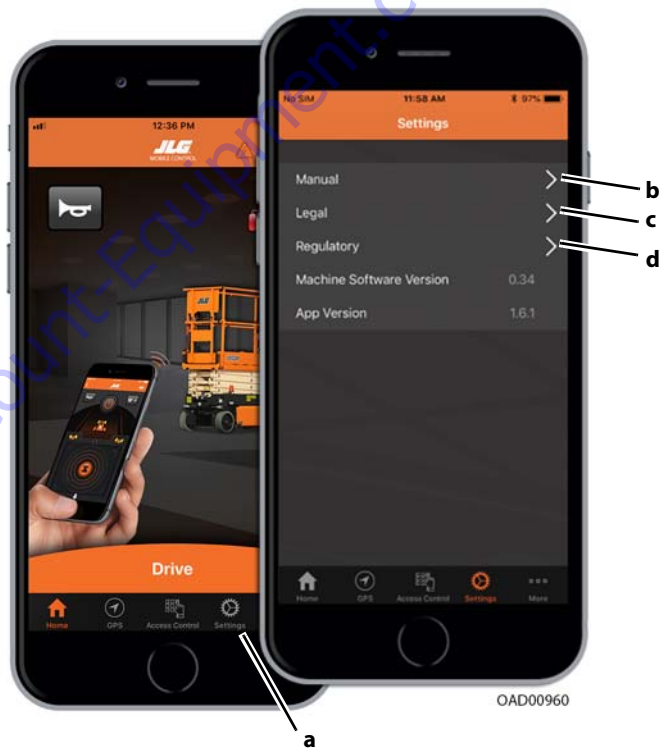 12:36 PM
JLG
MOBILE CONTROL
JLG
JLG
Drive
Home GPS Access Control Settings
No SIM 11:58 AM 97%
Settings
Manual
Legal
Regulatory
Machine Software Version 0.34
App Version 1.6.1
Home GPS Access Control Settings More
b
c
d
OAD00960
a